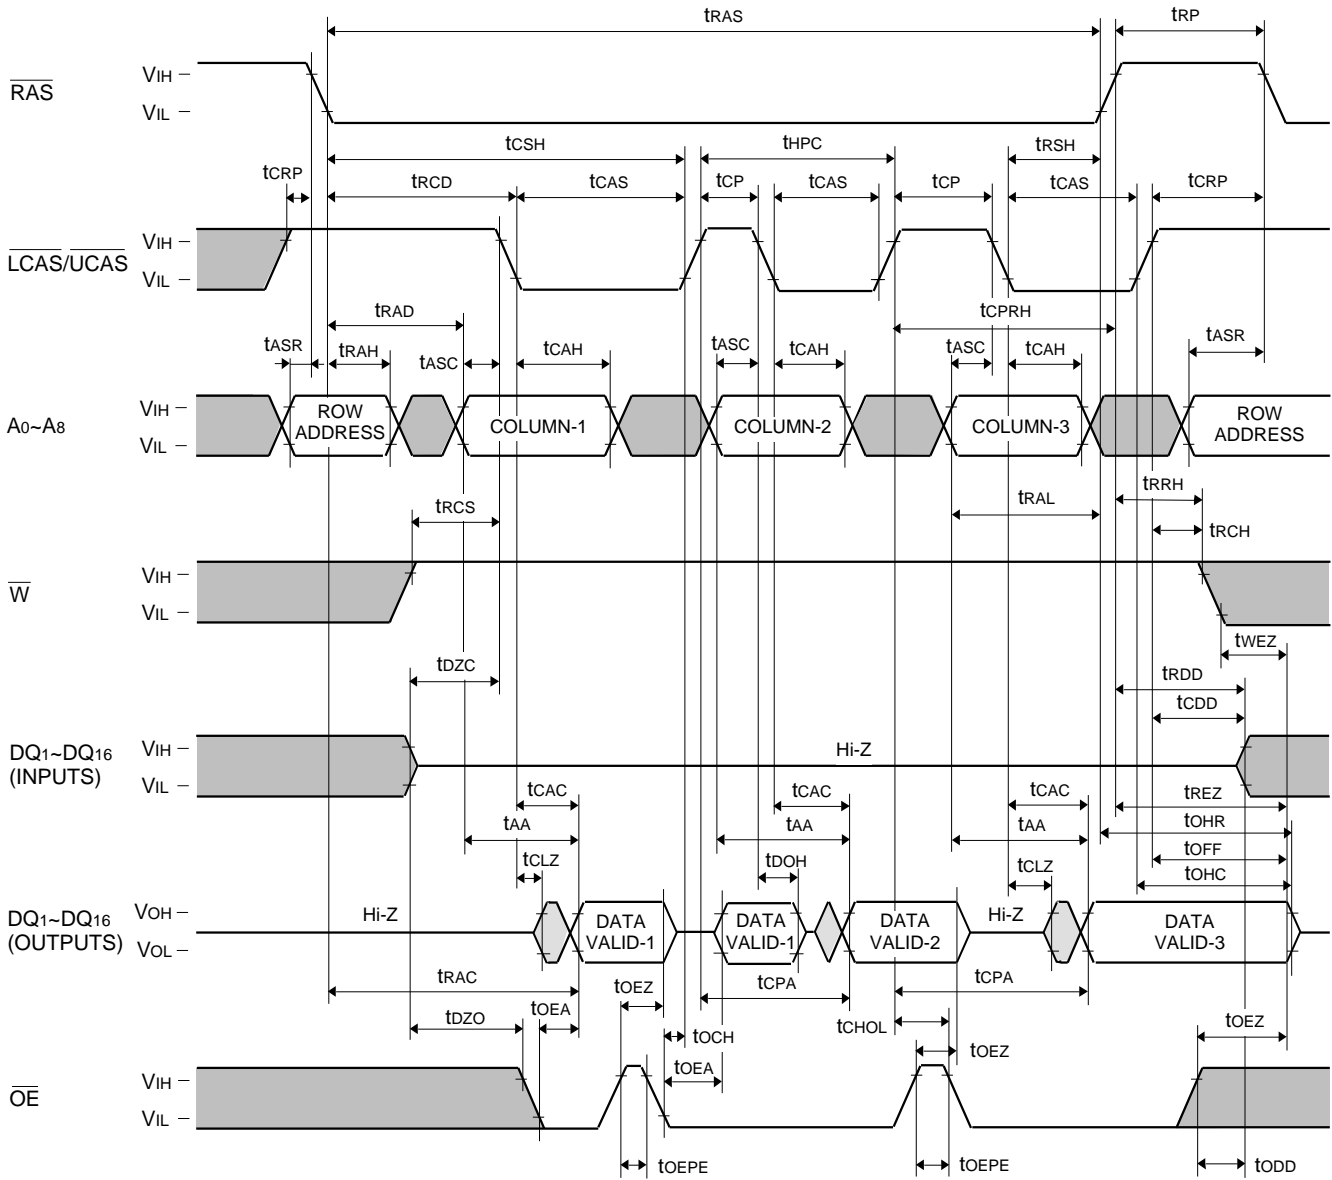 tRAS tRP
RAS VIH
VIL
tCSH tHPC tRSH
tCRP tRCD tCAS tCP tCAS tCP tCAS tCRP
LCAS/UCAS VIH
VIL
tRAD tCPRH
tASR tRAH tASC tCAH tASC tCAH tASC tCAH tASR
A0~A8 VIH
VIL
ROW ADDRESS COLUMN-1 COLUMN-2 COLUMN-3 ROW ADDRESS
tRCS tRAL tRRH
tRCH
W VIH
VIL
tWEZ
tDZC tRDD
tCDD
DQ1~DQ16 (INPUTS) VIH
VIL
Hi-Z
tCAC tCAC tCAC tREZ
tAA tAA tAA tOHR
tCLZ tDOH tCLZ tOFF
tOHC
DQ1~DQ16 (OUTPUTS) VOH
VOL
Hi-Z DATA VALID-1 DATA VALID-1 DATA VALID-2 Hi-Z DATA VALID-3
tRAC tOEZ tCPA tCPA
tDZO tOEA tOCH tCHOL tOEZ tOEZ
tOEA
OE VIH
VIL
tOEPE tOEPE tODD